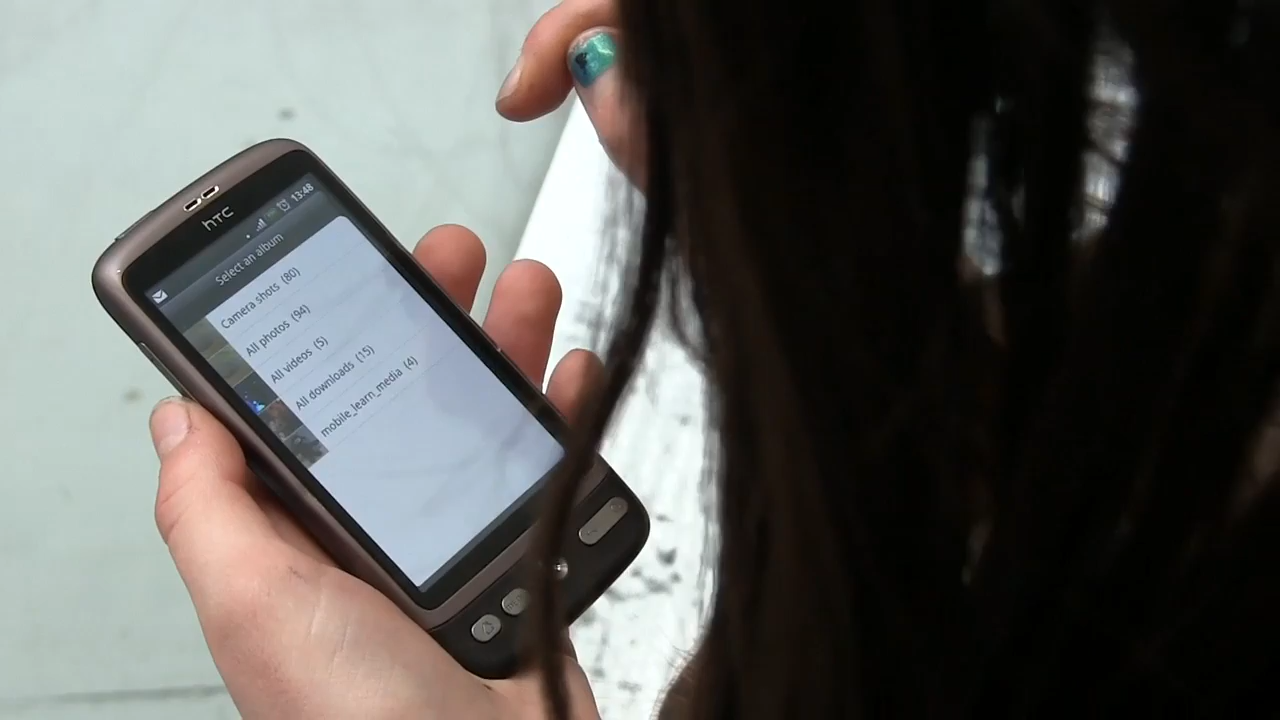 hTC
13:48
Select an album
Camera shots (80)
All photos (94)
All videos (5)
All downloads (15)
mobile_learn_media (4)